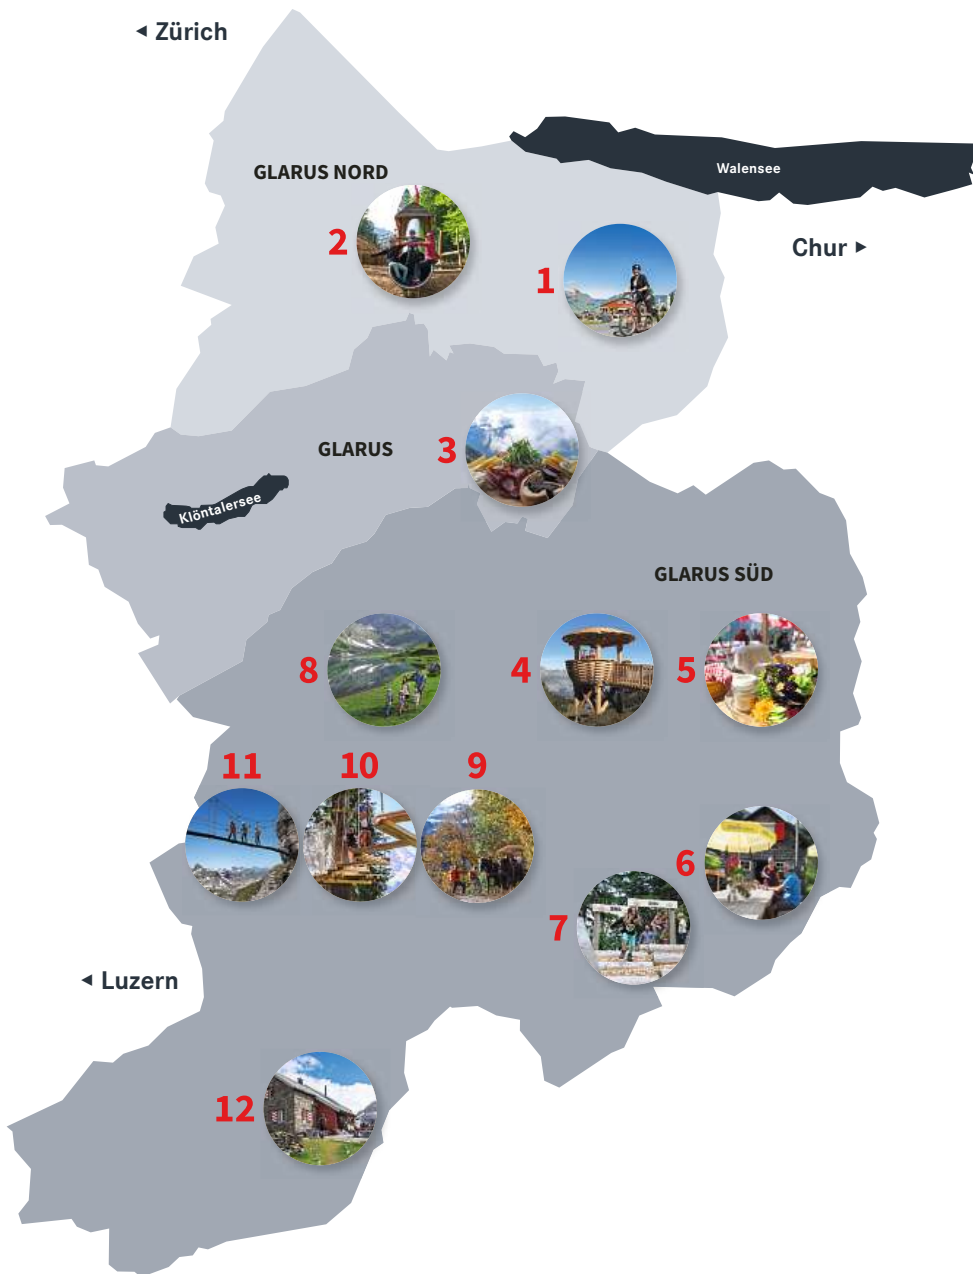 ◄ Zürich
Walensee
GLARUS NORD
2
Chur ►
1
GLARUS
3
Klöntalersee
GLARUS SÜD
8
4
5
11
10
9
6
7
◄ Luzern
12